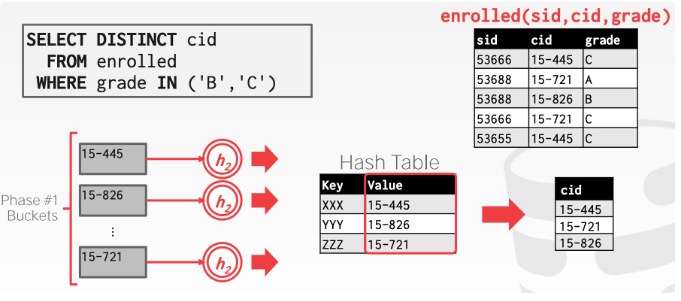 enrolled(sid,cid,grade)
SELECT DISTINCT cid
FROM enrolled
WHERE grade IN ('B','C')
sid cid grade
53666 15-445 C
53688 15-721 A
53688 15-826 B
53666 15-721 C
53655 15-445 C
Phase #1
Buckets
15-445
h2
15-826
h2
⋮
15-721
h2
Hash Table
Key Value
XXX 15-445
YYY 15-826
ZZZ 15-721
cid
15-445
15-721
15-826